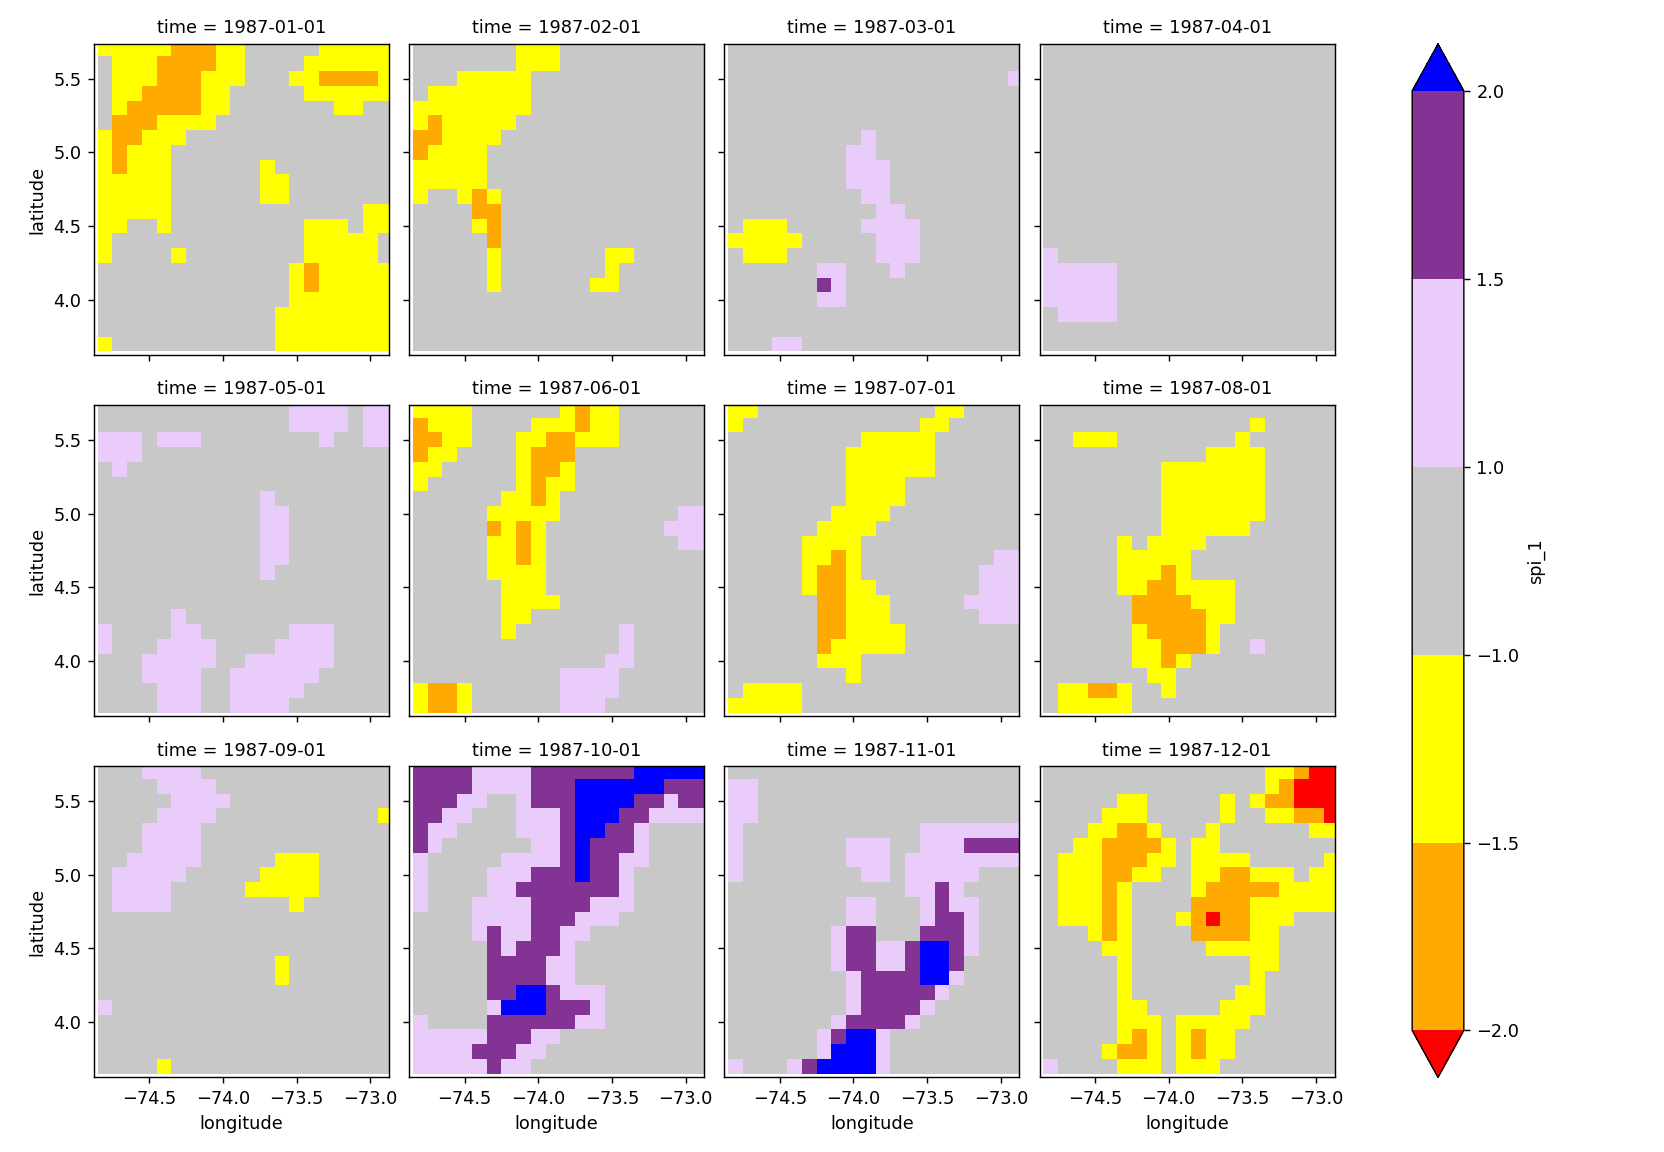 time = 1987-01-01
time = 1987-02-01
time = 1987-03-01
time = 1987-04-01
latitude
5.5
5.0
4.5
4.0
time = 1987-05-01
time = 1987-06-01
time = 1987-07-01
time = 1987-08-01
latitude
5.5
5.0
4.5
4.0
time = 1987-09-01
time = 1987-10-01
time = 1987-11-01
time = 1987-12-01
latitude
5.5
5.0
4.5
4.0
−74.5 −74.0 −73.5 −73.0
longitude
−74.5 −74.0 −73.5 −73.0
longitude
−74.5 −74.0 −73.5 −73.0
longitude
−74.5 −74.0 −73.5 −73.0
longitude
2.0
1.5
1.0
−1.0
−1.5
−2.0
spi_1